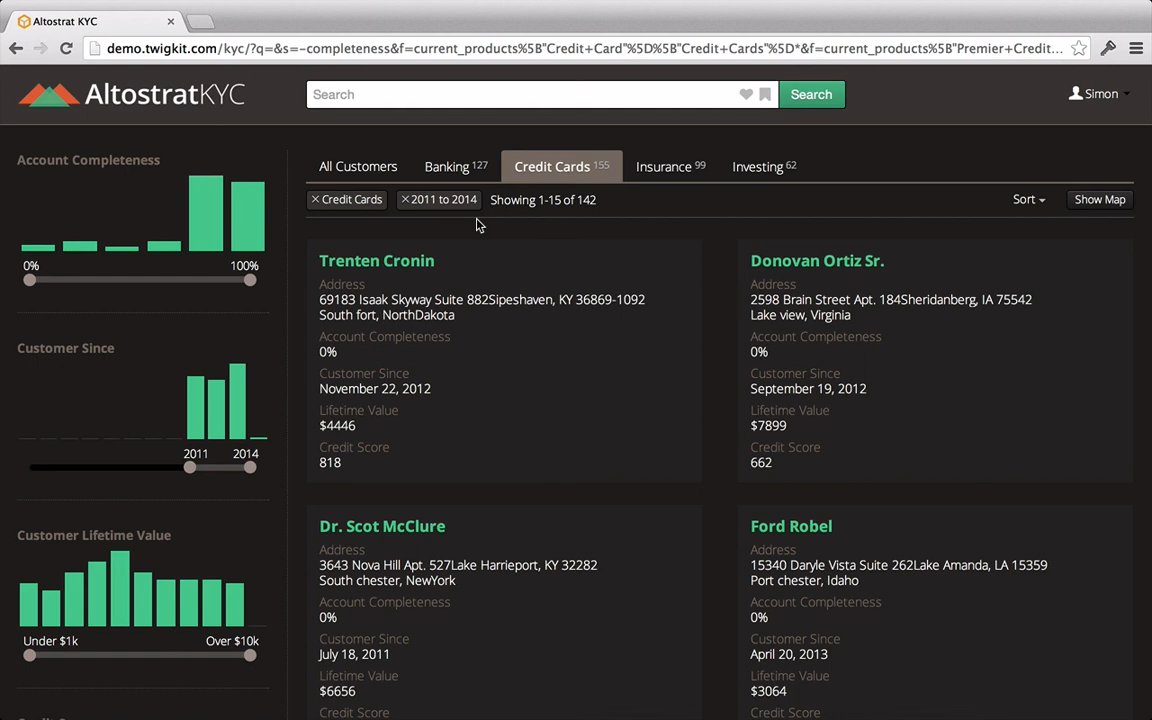 Altostrat KYC
demo.twigkit.com/kyc/?q=&s=-completeness&f=current_products%5B"Credit+Card"%5D%5B"Credit+Cards"%5D*&f=current_products%5B"Premier+Credit...
AltostratKYC
Search
Search
Simon
Account Completeness
0% 100%
Customer Since
2011 2014
Customer Lifetime Value
Under $1k Over $10k
All Customers Banking 127 Credit Cards 155 Insurance 99 Investing 62
× Credit Cards × 2011 to 2014 Showing 1-15 of 142 Sort Show Map
Trenten Cronin
Address
69183 Isaak Skyway Suite 882Sipeshaven, KY 36869-1092
South fort, NorthDakota
Account Completeness
0%
Customer Since
November 22, 2012
Lifetime Value
$4446
Credit Score
818
Donovan Ortiz Sr.
Address
2598 Brain Street Apt. 184Sheridanberg, IA 75542
Lake view, Virginia
Account Completeness
0%
Customer Since
September 19, 2012
Lifetime Value
$7899
Credit Score
662
Dr. Scot McClure
Address
3643 Nova Hill Apt. 527Lake Harrieport, KY 32282
South chester, NewYork
Account Completeness
0%
Customer Since
July 18, 2011
Lifetime Value
$6656
Credit Score
Ford Robel
Address
15340 Daryle Vista Suite 262Lake Amanda, LA 15359
Port chester, Idaho
Account Completeness
0%
Customer Since
April 20, 2013
Lifetime Value
$3064
Credit Score